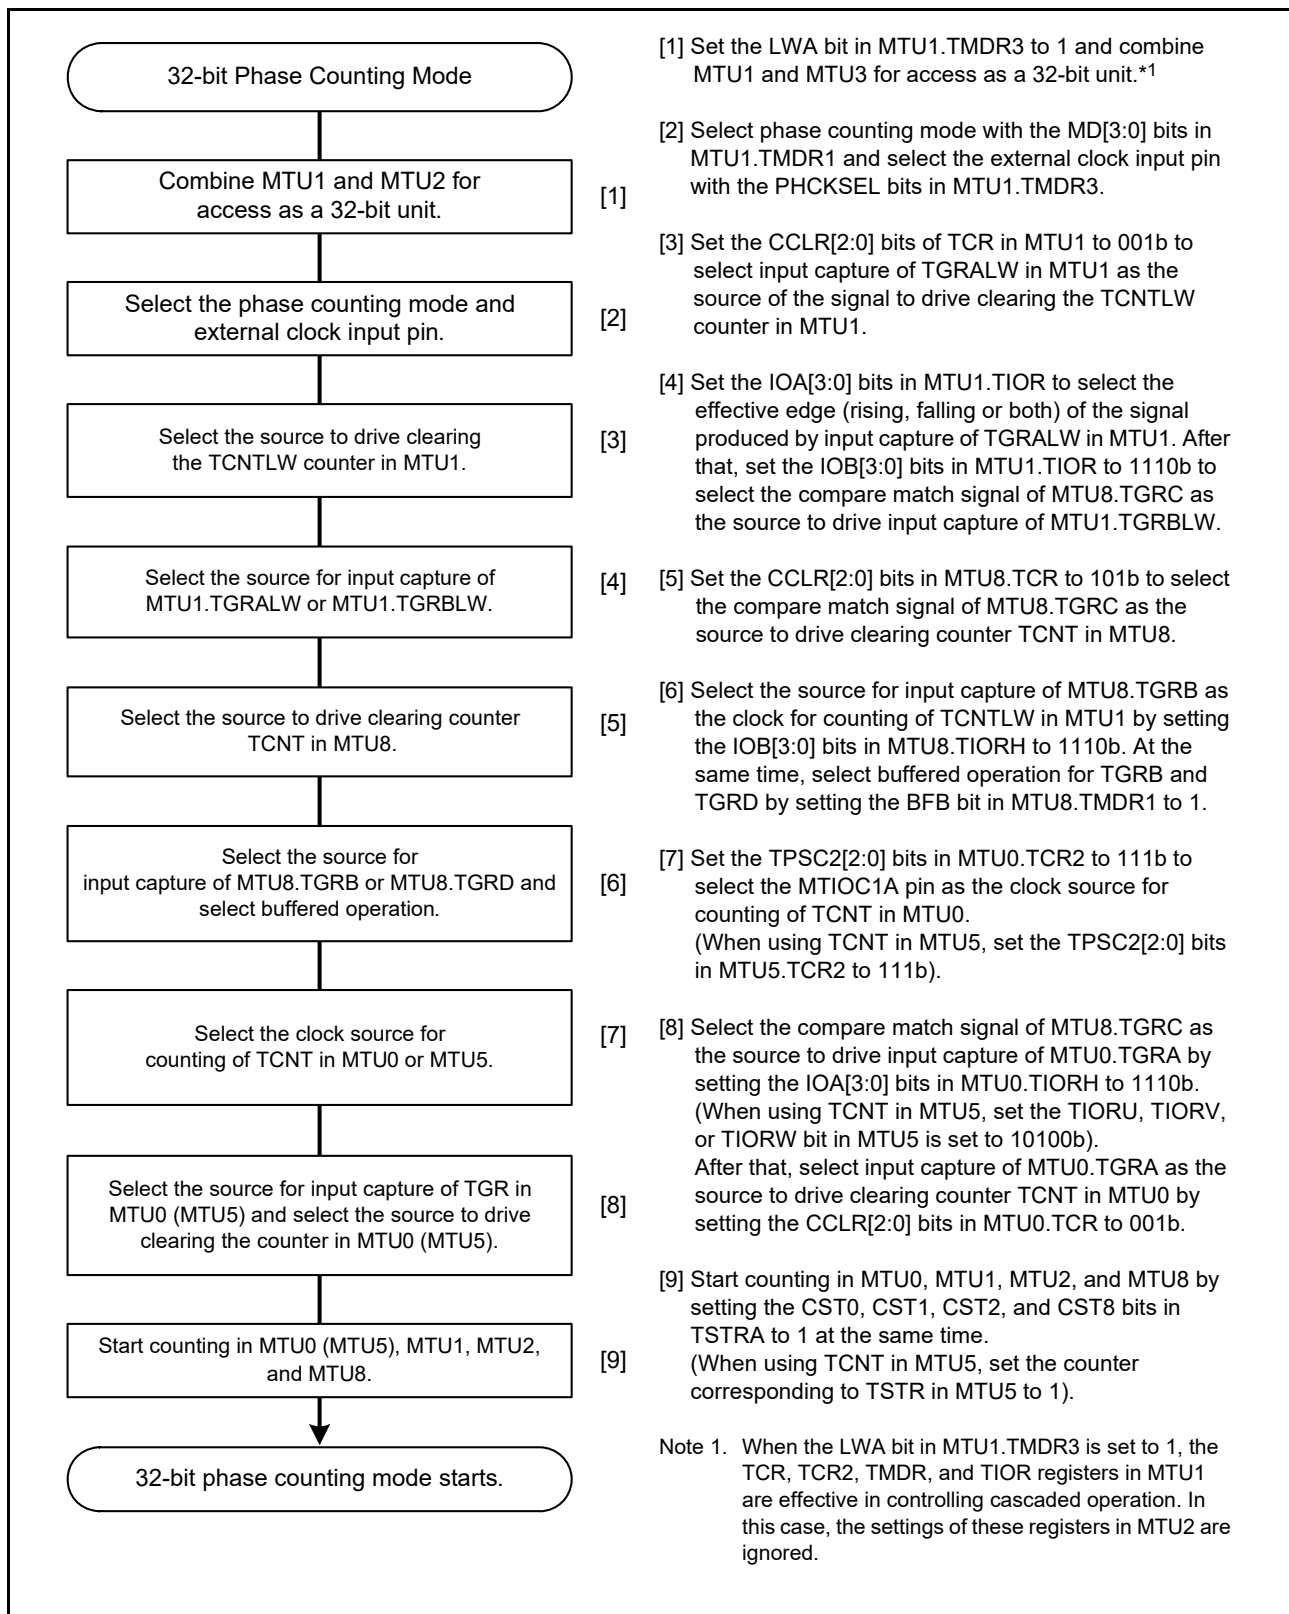 32-bit Phase Counting Mode
Combine MTU1 and MTU2 for
access as a 32-bit unit.
[1]
Select the phase counting mode and
external clock input pin.
[2]
Select the source to drive clearing
the TCNTLW counter in MTU1.
[3]
Select the source for input capture of
MTU1.TGRALW or MTU1.TGRBLW.
[4]
Select the source to drive clearing counter
TCNT in MTU8.
[5]
Select the source for
input capture of MTU8.TGRB or MTU8.TGRD and
select buffered operation.
[6]
Select the clock source for
counting of TCNT in MTU0 or MTU5.
[7]
Select the source for input capture of TGR in
MTU0 (MTU5) and select the source to drive
clearing the counter in MTU0 (MTU5).
[8]
Start counting in MTU0 (MTU5), MTU1, MTU2,
and MTU8.
[9]
32-bit phase counting mode starts.
[1] Set the LWA bit in MTU1.TMDR3 to 1 and combine
MTU1 and MTU3 for access as a 32-bit unit.*1
[2] Select phase counting mode with the MD[3:0] bits in
MTU1.TMDR1 and select the external clock input pin
with the PHCKSEL bits in MTU1.TMDR3.
[3] Set the CCLR[2:0] bits of TCR in MTU1 to 001b to
select input capture of TGRALW in MTU1 as the
source of the signal to drive clearing the TCNTLW
counter in MTU1.
[4] Set the IOA[3:0] bits in MTU1.TIOR to select the
effective edge (rising, falling or both) of the signal
produced by input capture of TGRALW in MTU1. After
that, set the IOB[3:0] bits in MTU1.TIOR to 1110b to
select the compare match signal of MTU8.TGRC as
the source to drive input capture of MTU1.TGRBLW.
[5] Set the CCLR[2:0] bits in MTU8.TCR to 101b to select
the compare match signal of MTU8.TGRC as the
source to drive clearing counter TCNT in MTU8.
[6] Select the source for input capture of MTU8.TGRB as
the clock for counting of TCNTLW in MTU1 by setting
the IOB[3:0] bits in MTU8.TIORH to 1110b. At the
same time, select buffered operation for TGRB and
TGRD by setting the BFB bit in MTU8.TMDR1 to 1.
[7] Set the TPSC2[2:0] bits in MTU0.TCR2 to 111b to
select the MTIOC1A pin as the clock source for
counting of TCNT in MTU0.
(When using TCNT in MTU5, set the TPSC2[2:0] bits
in MTU5.TCR2 to 111b).
[8] Select the compare match signal of MTU8.TGRC as
the source to drive input capture of MTU0.TGRA by
setting the IOA[3:0] bits in MTU0.TIORH to 1110b.
(When using TCNT in MTU5, set the TIORU, TIORV,
or TIORW bit in MTU5 is set to 10100b).
After that, select input capture of MTU0.TGRA as the
source to drive clearing counter TCNT in MTU0 by
setting the CCLR[2:0] bits in MTU0.TCR to 001b.
[9] Start counting in MTU0, MTU1, MTU2, and MTU8 by
setting the CST0, CST1, CST2, and CST8 bits in
TSTRA to 1 at the same time.
(When using TCNT in MTU5, set the counter
corresponding to TSTR in MTU5 to 1).
Note 1. When the LWA bit in MTU1.TMDR3 is set to 1, the
TCR, TCR2, TMDR, and TIOR registers in MTU1
are effective in controlling cascaded operation. In
this case, the settings of these registers in MTU2 are
ignored.